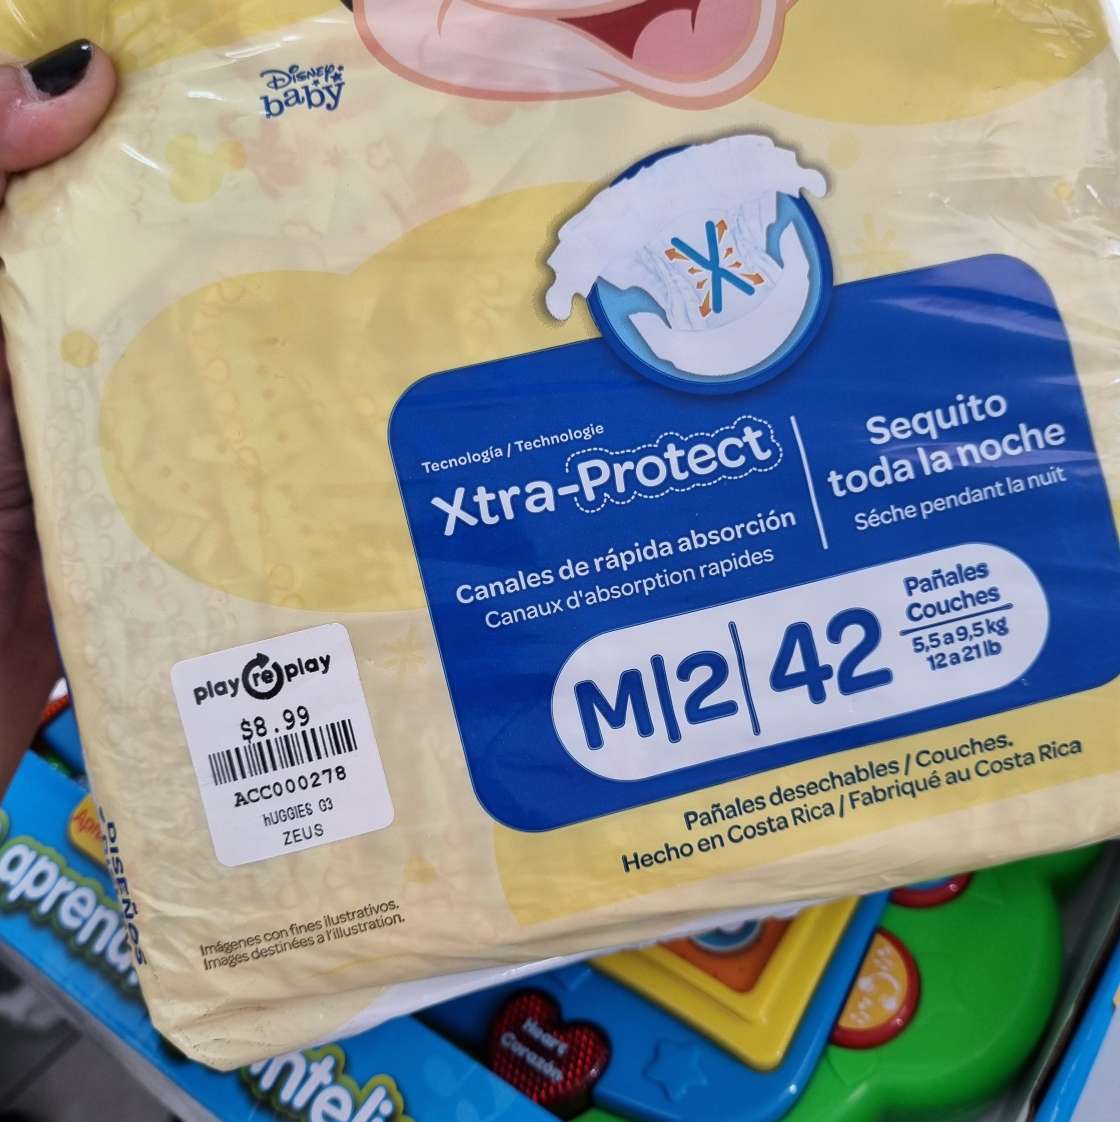 Disney
baby
Tecnología / Technologie
Xtra-Protect
Canales de rápida absorción
Canaux d'absorption rapides
Sequito
toda la noche
Séche pendant la nuit
M|2|42
Pañales
Couches
5,5 a 9,5 kg
12 a 21 lb
Pañales desechables / Couches.
Hecho en Costa Rica / Fabriqué au Costa Rica
play re play
$8.99
ACC000278
hUGGIES G3
ZEUS
DISEÑOS
Imágenes con fines ilustrativos.
Images destinées a l'illustration.
Heart
Corazón